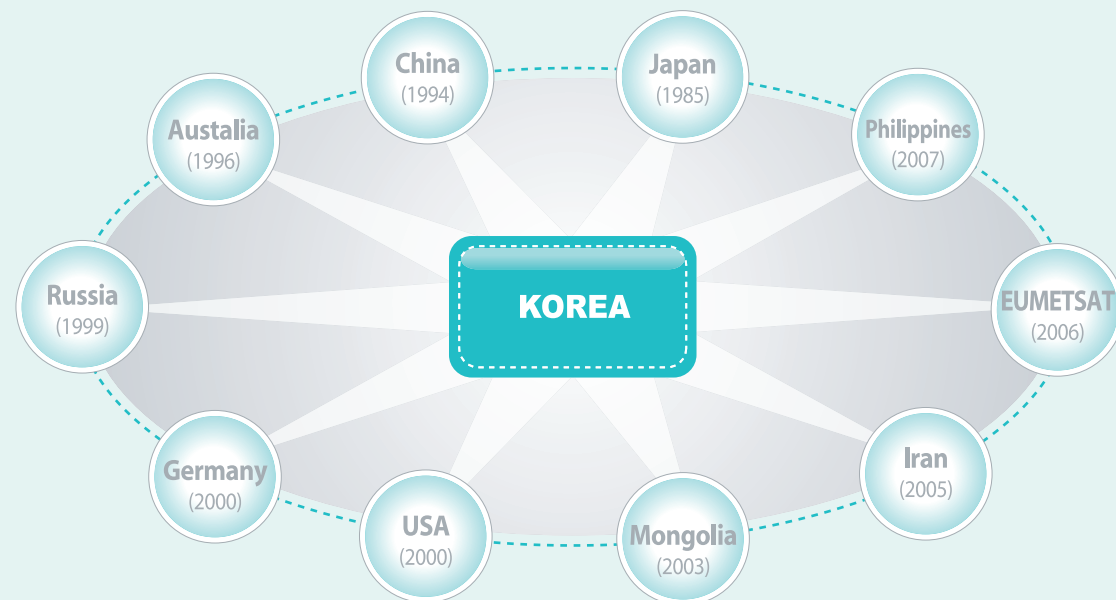 China
(1994)
Japan
(1985)
Austalia
(1996)
Philippines
(2007)
Russia
(1999)
KOREA
EUMETSAT
(2006)
Germany
(2000)
USA
(2000)
Mongolia
(2003)
Iran
(2005)